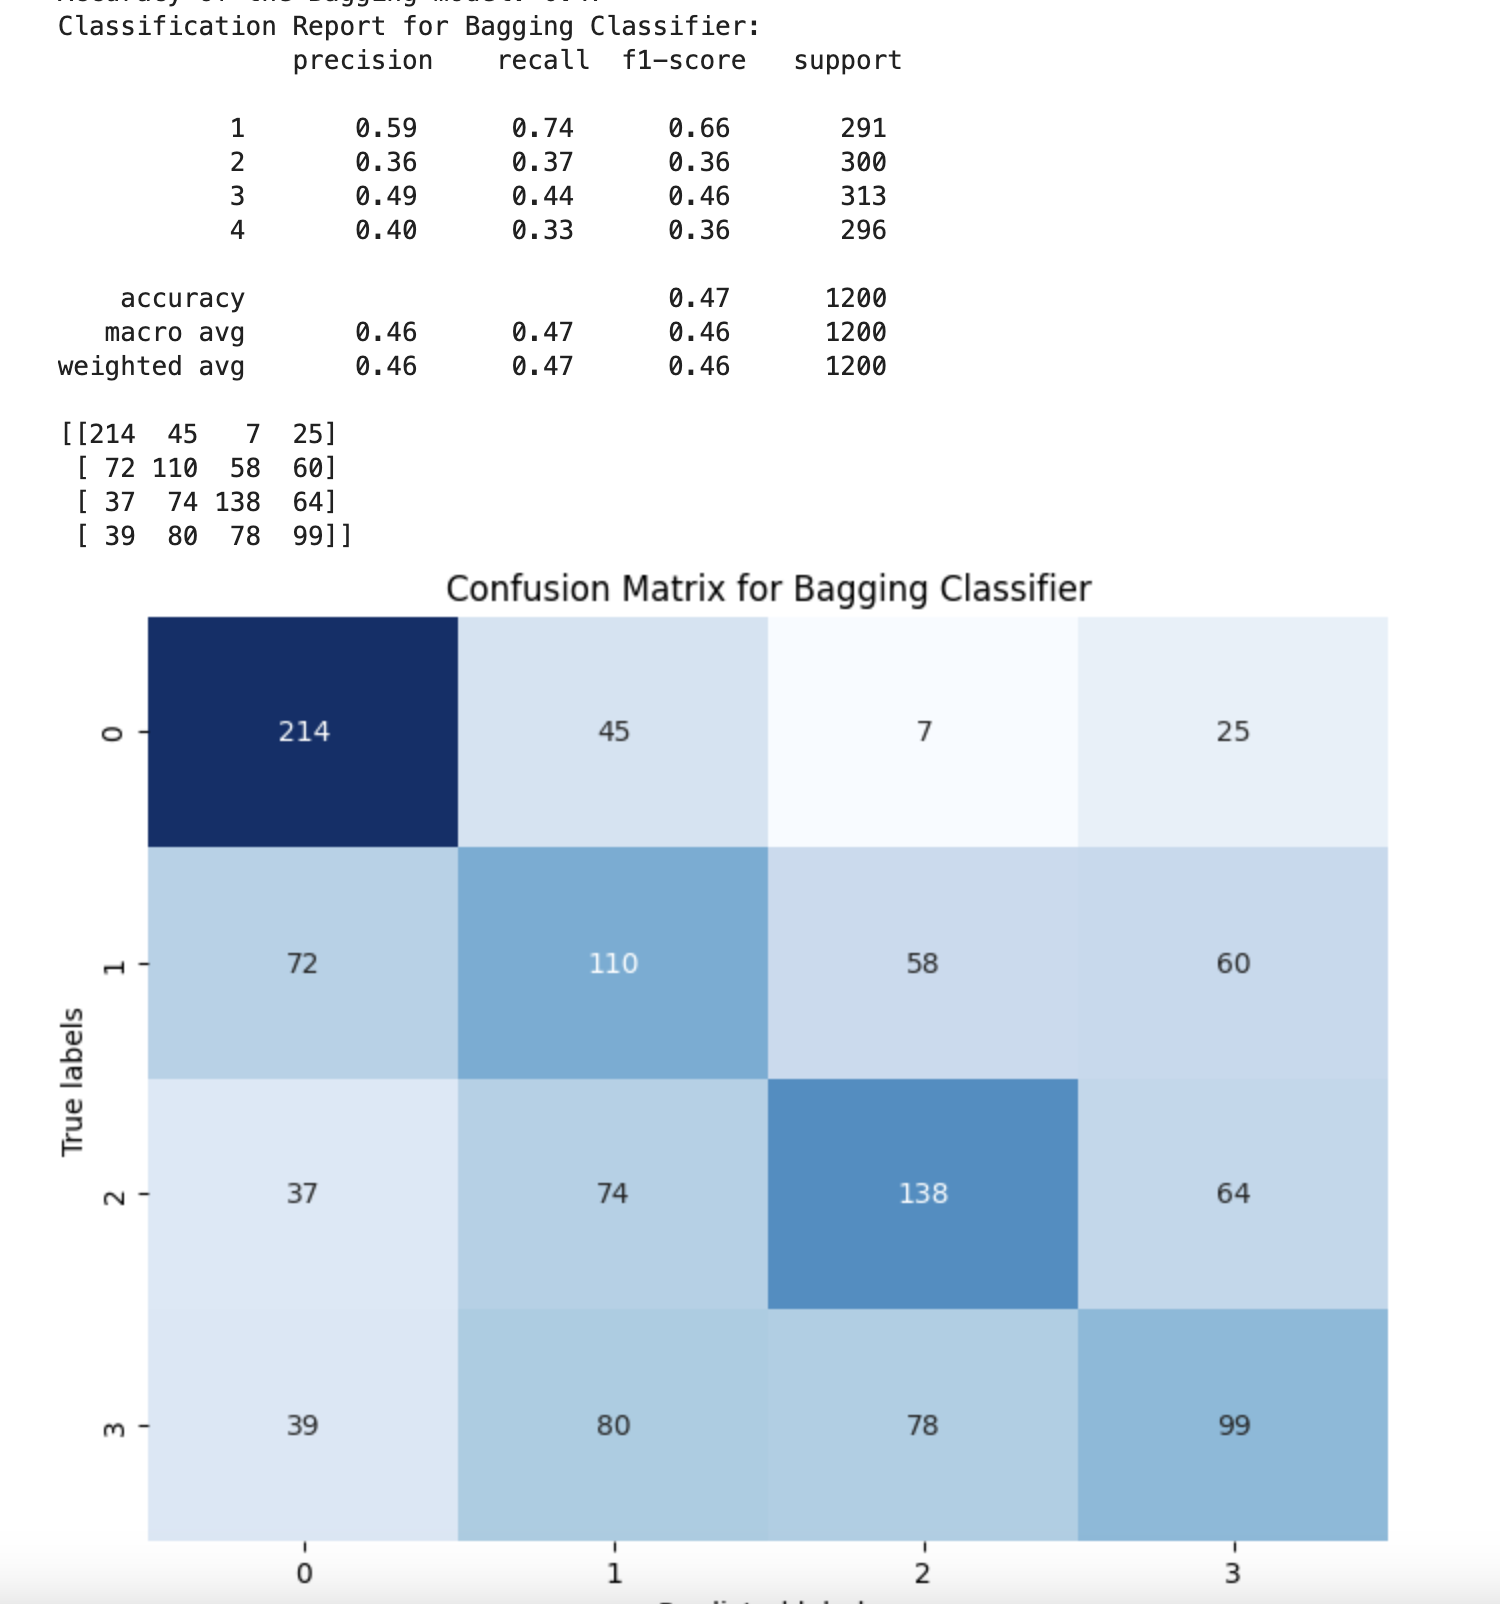 Accuracy of the Bagging model:
Classification Report for Bagging Classifier:
precision recall f1-score support
1 0.59 0.74 0.66 291
2 0.36 0.37 0.36 300
3 0.49 0.44 0.46 313
4 0.40 0.33 0.36 296
accuracy 0.47 1200
macro avg 0.46 0.47 0.46 1200
weighted avg 0.46 0.47 0.46 1200
[[214 45 7 25]
[ 72 110 58 60]
[ 37 74 138 64]
[ 39 80 78 99]]
Confusion Matrix for Bagging Classifier
0 214 45 7 25
1 72 110 58 60
True labels
2 37 74 138 64
3 39 80 78 99
0 1 2 3